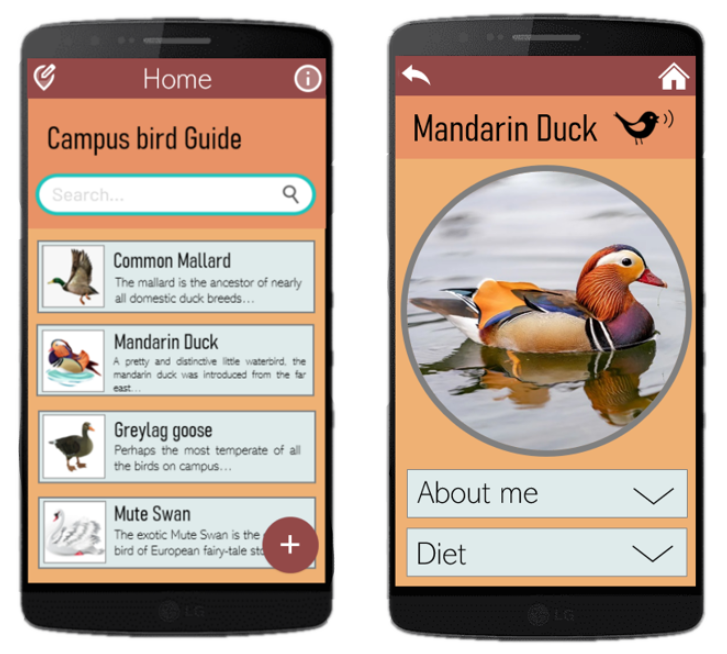 Home
Campus bird Guide
Search...
Common Mallard
The mallard is the ancestor of nearly
all domestic duck breeds...
Mandarin Duck
A pretty and distinctive little waterbird, the
mandarin duck was introduced from the far
east...
Greylag goose
Perhaps the most temperate of all
the birds on campus...
Mute Swan
The exotic Mute Swan is the
bird of European fairy-tale sto
LG
Mandarin Duck
About me
Diet
LG